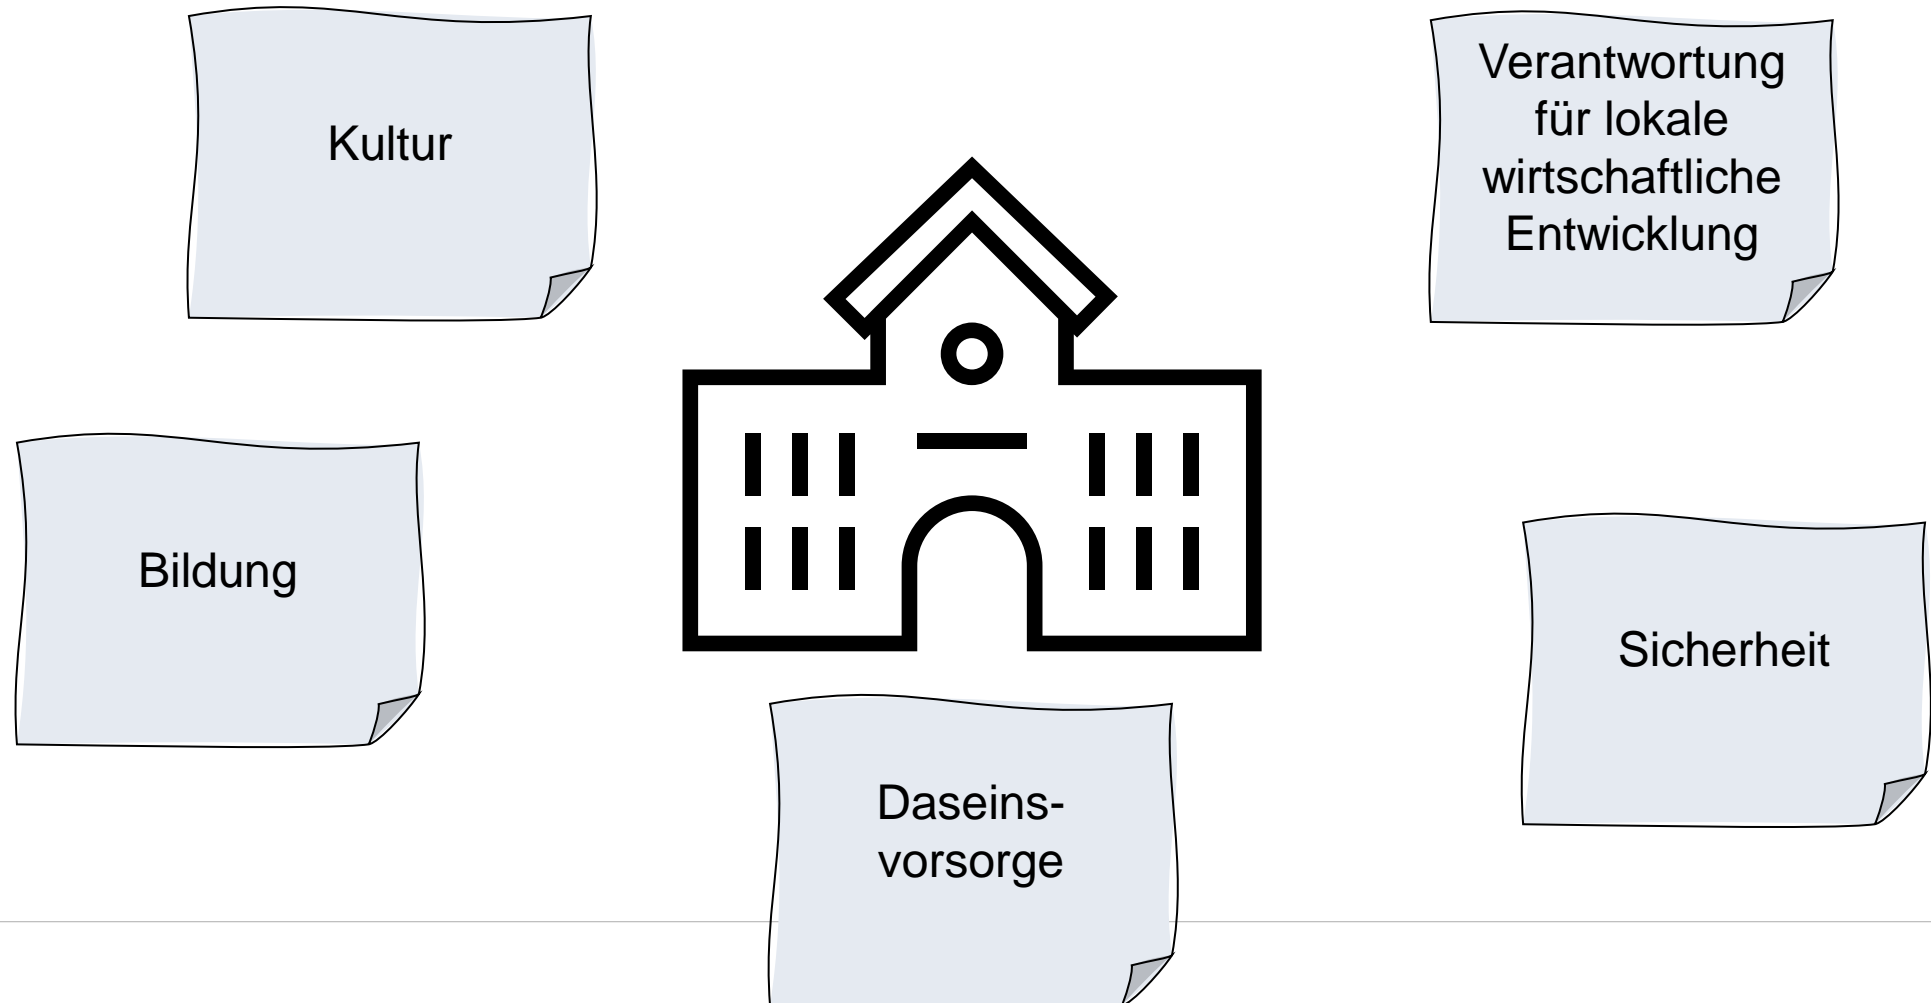 Kultur
Verantwortung
für lokale
wirtschaftliche
Entwicklung
Bildung
Sicherheit
Daseins-
vorsorge